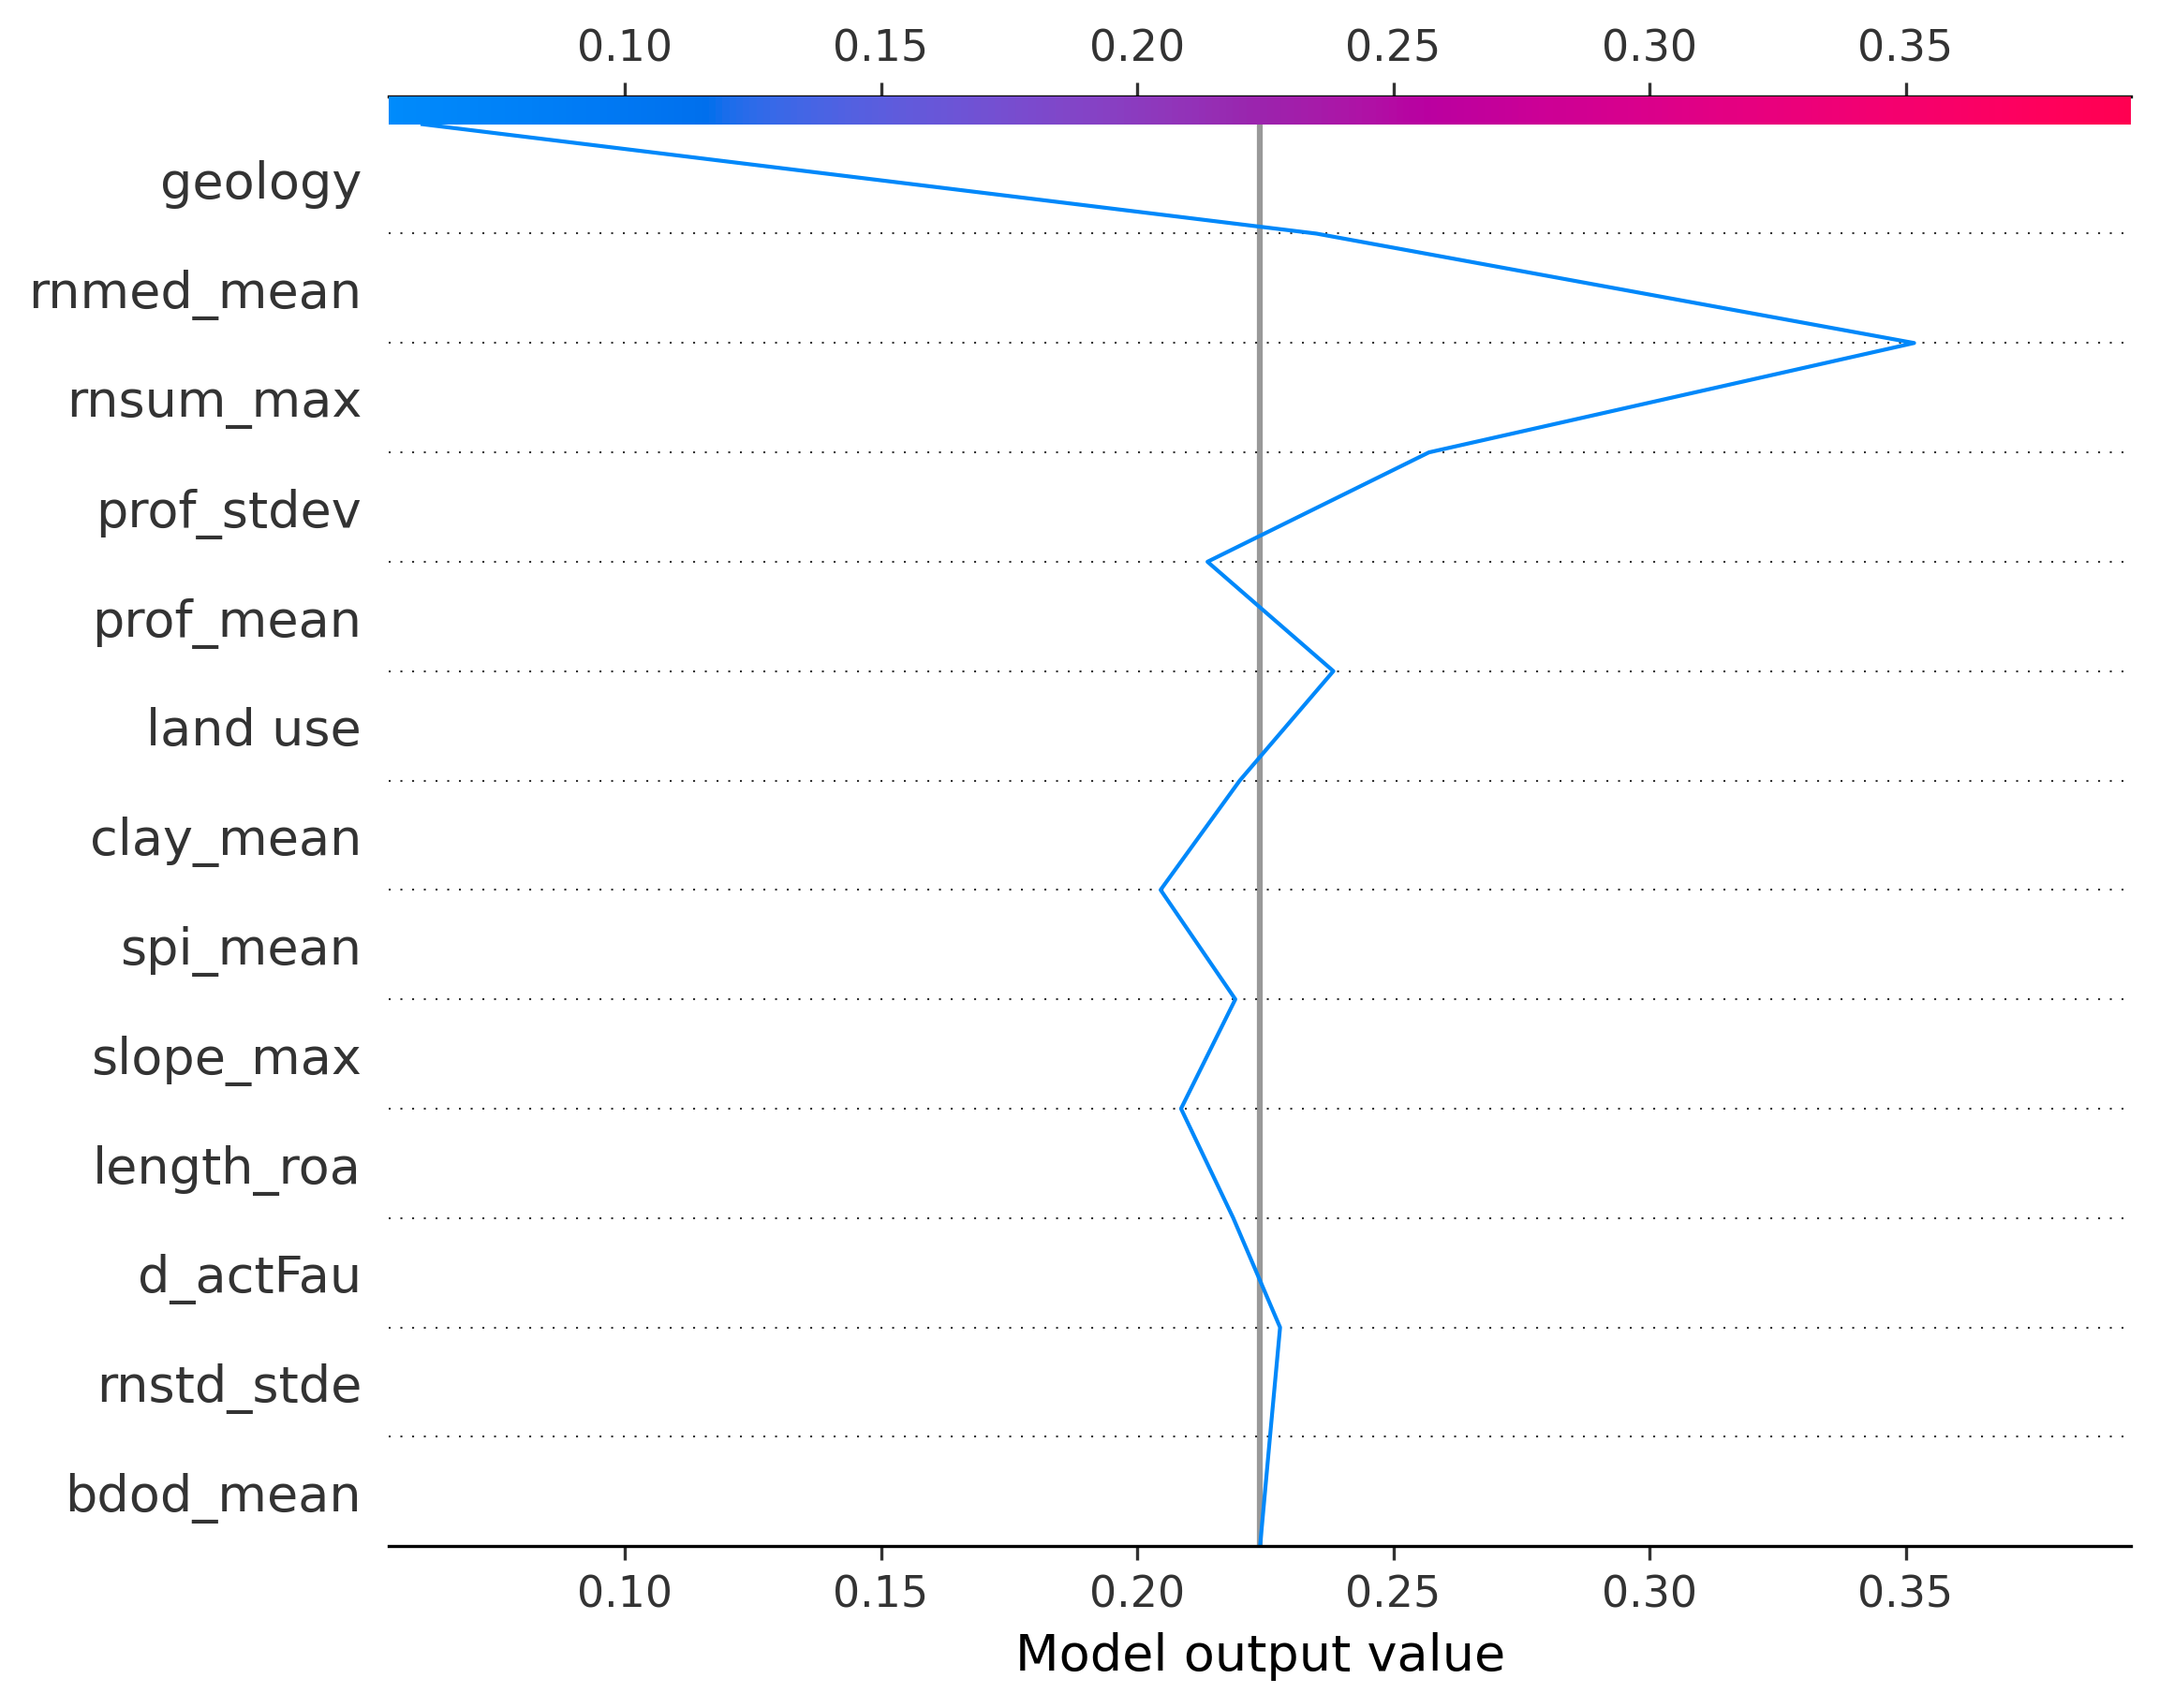 0.10 0.15 0.20 0.25 0.30 0.35
geology
rnmed_mean
rnsum_max
prof_stdev
prof_mean
land use
clay_mean
spi_mean
slope_max
length_roa
d_actFau
rnstd_stde
bdod_mean
0.10 0.15 0.20 0.25 0.30 0.35
Model output value